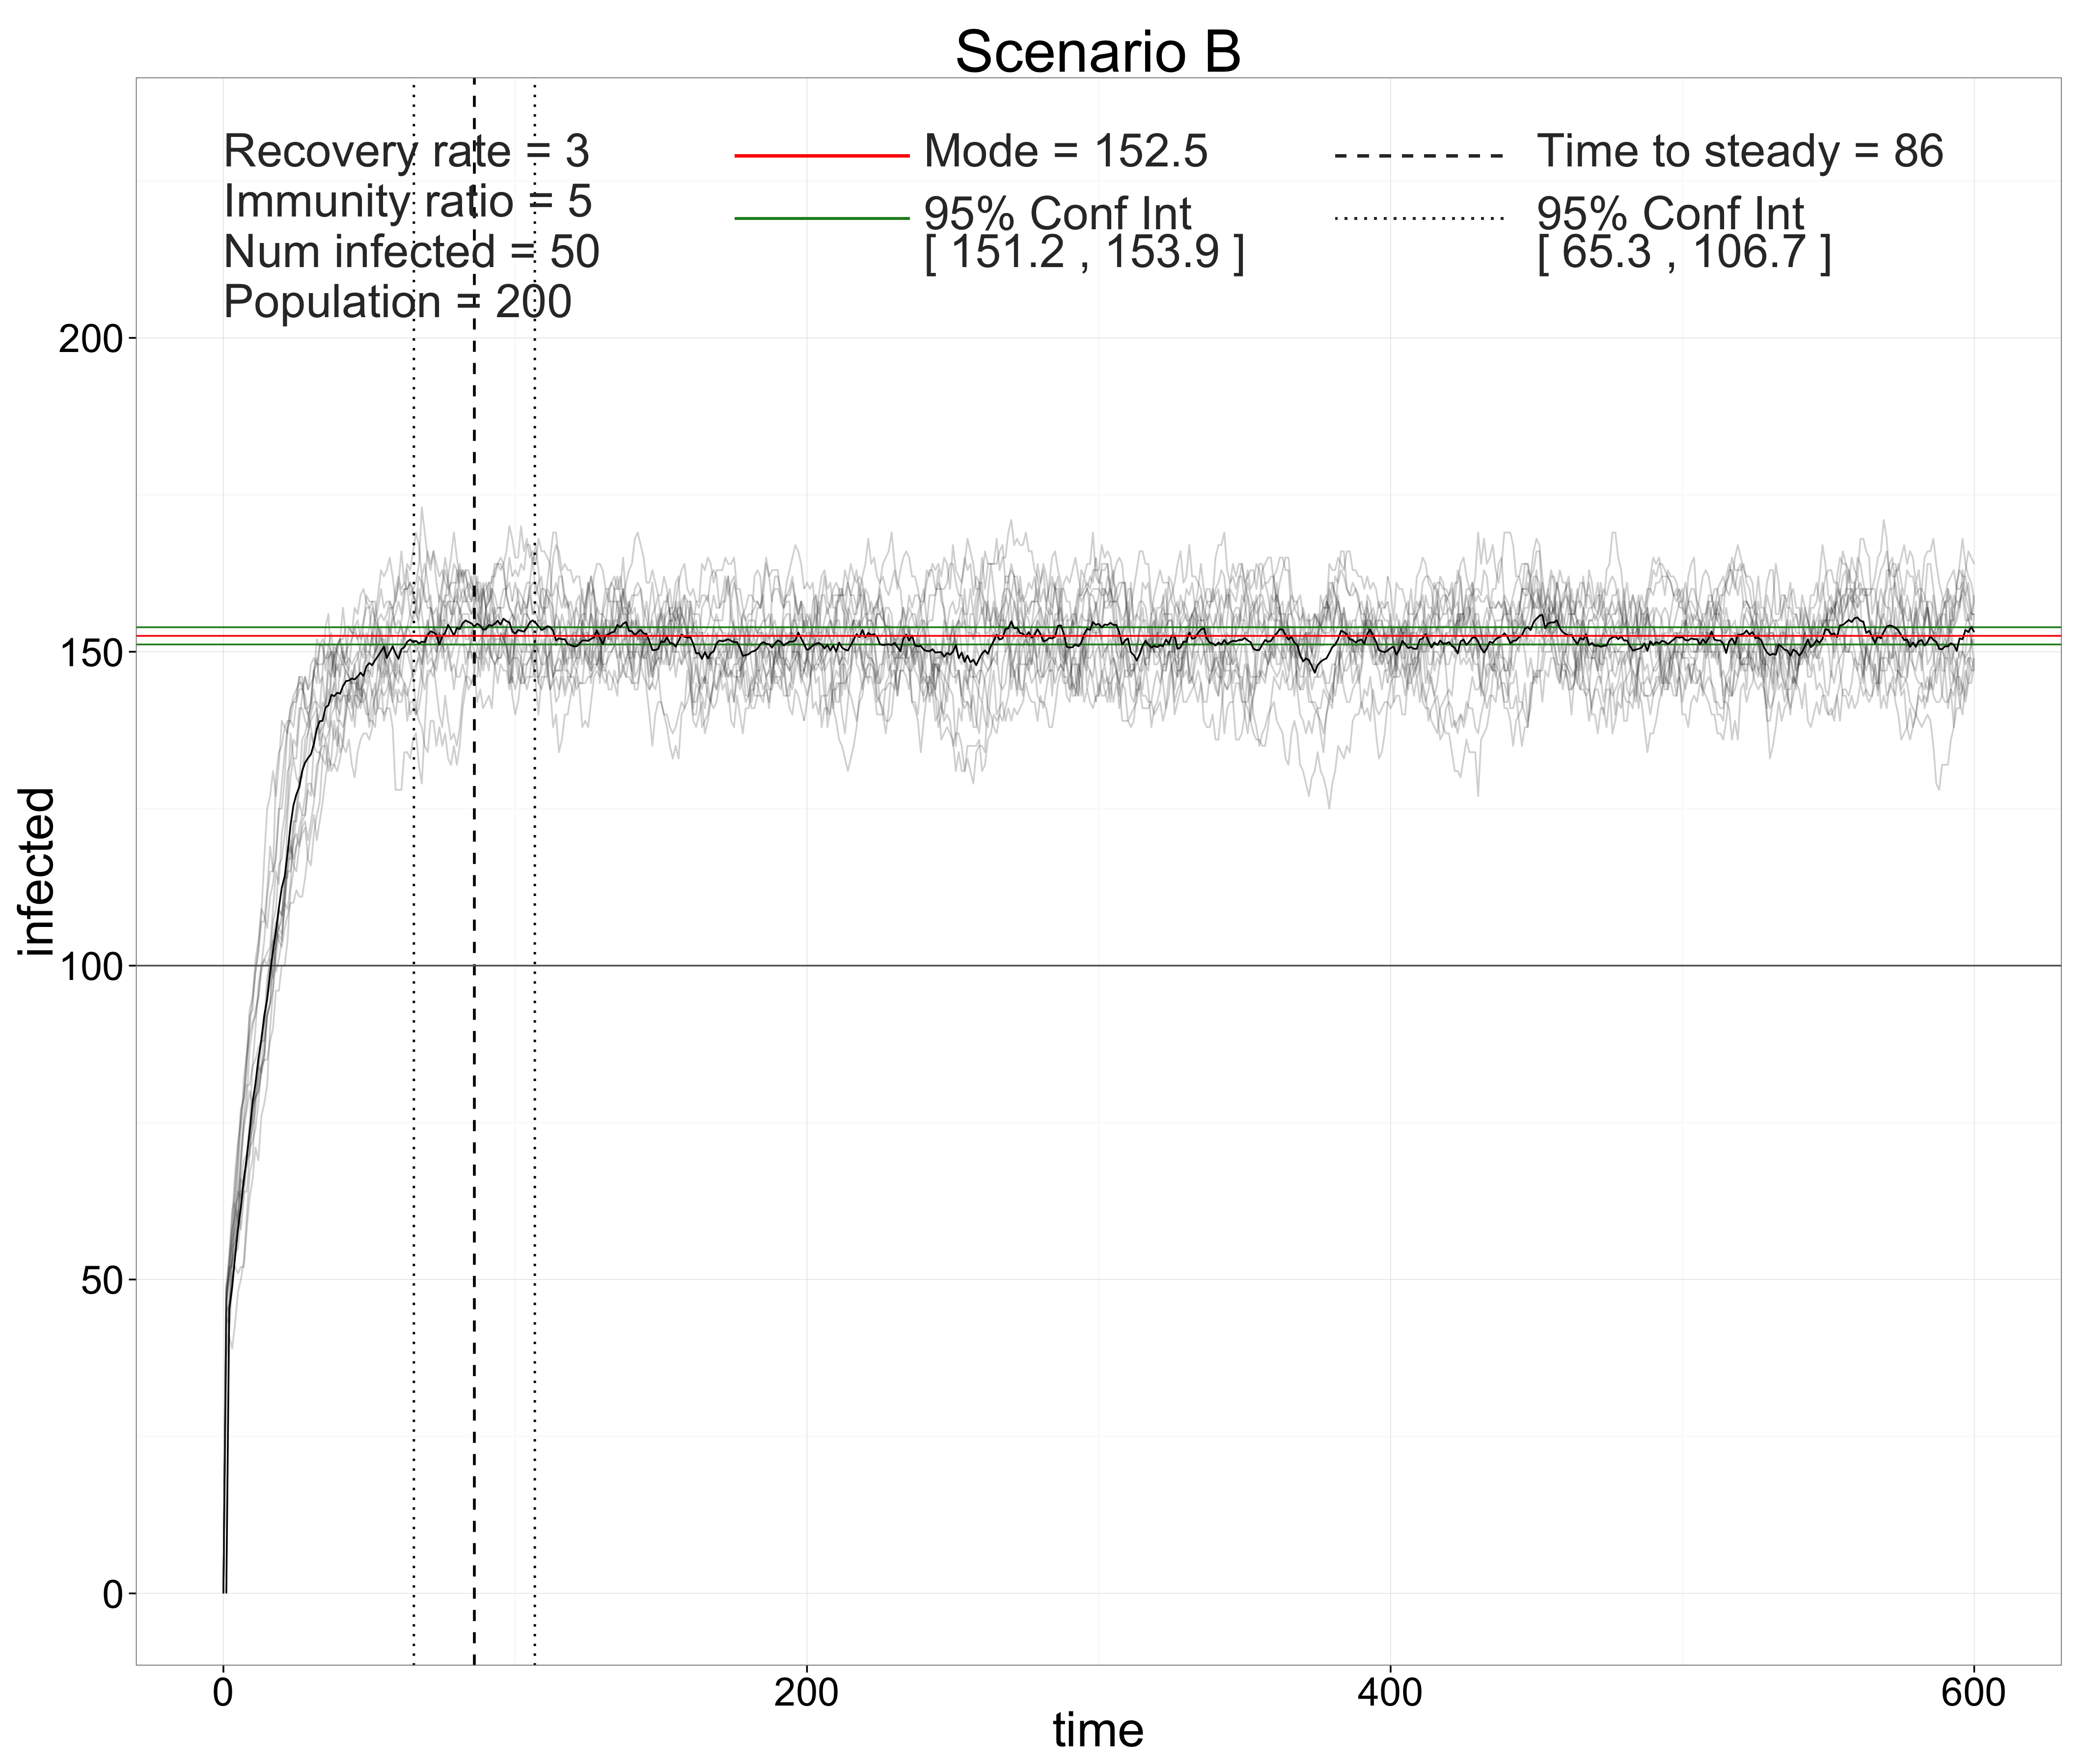 Scenario B
Recovery rate = 3
Immunity ratio = 5
Num infected = 50
Population = 200
Mode = 152.5
95% Conf Int
[ 151.2 , 153.9 ]
Time to steady = 86
95% Conf Int
[ 65.3 , 106.7 ]
infected
200
150
100
50
0
0 200 400 600
time